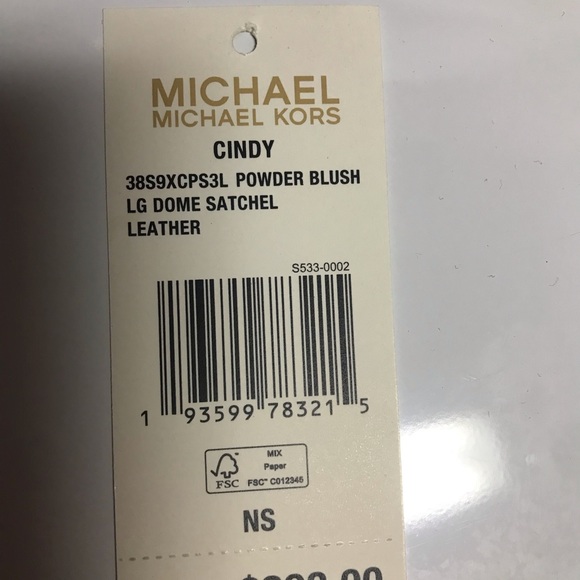 MICHAEL
MICHAEL KORS
CINDY
38S9XCPS3L POWDER BLUSH
LG DOME SATCHEL
LEATHER
S533-0002
1 93599 78321 5
FSC
MIX
Paper
FSC™ C012345
NS